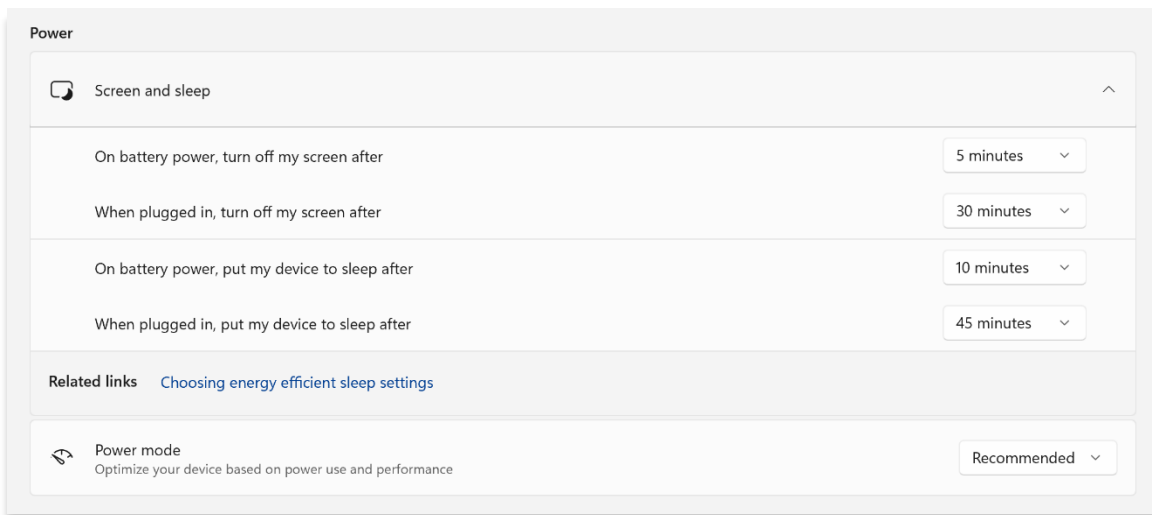 Power
Screen and sleep
On battery power, turn off my screen after 5 minutes
When plugged in, turn off my screen after 30 minutes
On battery power, put my device to sleep after 10 minutes
When plugged in, put my device to sleep after 45 minutes
Related links Choosing energy efficient sleep settings
Power mode
Optimize your device based on power use and performance
Recommended